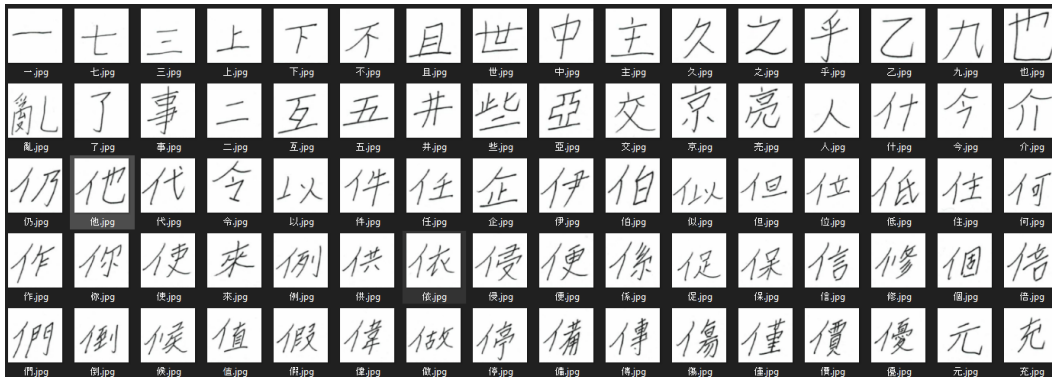 一 七 三 上 下 不 且 世 中 主 久 之 乎 乙 九 也
一.jpg 七.jpg 三.jpg 上.jpg 下.jpg 不.jpg 且.jpg 世.jpg 中.jpg 主.jpg 久.jpg 之.jpg 乎.jpg 乙.jpg 九.jpg 也.jpg
亂 了 事 二 互 五 井 些 亞 交 京 亮 人 什 今 介
亂.jpg 了.jpg 事.jpg 二.jpg 互.jpg 五.jpg 井.jpg 些.jpg 亞.jpg 交.jpg 京.jpg 亮.jpg 人.jpg 什.jpg 今.jpg 介.jpg
仍 他 代 令 以 件 任 企 伊 伯 似 但 位 低 住 何
仍.jpg 他.jpg 代.jpg 令.jpg 以.jpg 件.jpg 任.jpg 企.jpg 伊.jpg 伯.jpg 似.jpg 但.jpg 位.jpg 低.jpg 住.jpg 何.jpg
作 你 使 來 例 供 依 侵 便 係 促 保 信 修 個 倍
作.jpg 你.jpg 使.jpg 來.jpg 例.jpg 供.jpg 依.jpg 侵.jpg 便.jpg 係.jpg 促.jpg 保.jpg 信.jpg 修.jpg 個.jpg 倍.jpg
們 倒 候 值 假 偉 做 停 備 傳 傷 僅 價 優 元 充
們.jpg 倒.jpg 候.jpg 值.jpg 假.jpg 偉.jpg 做.jpg 停.jpg 備.jpg 傳.jpg 傷.jpg 僅.jpg 價.jpg 優.jpg 元.jpg 充.jpg